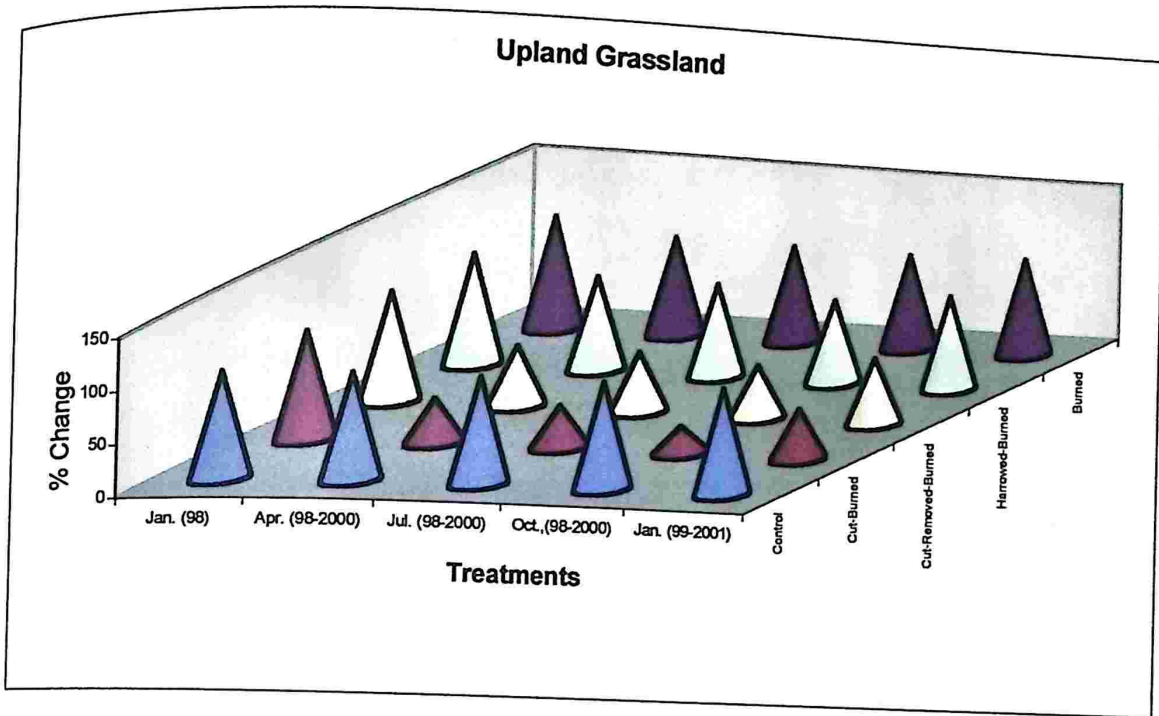 Upland Grassland
% Change
150
100
50
0
Jan. (98)
Apr. (98-2000)
Jul. (98-2000)
Oct.,(98-2000)
Jan. (99-2001)
Control
Cut-Burned
Cut-Removed-Burned
Harrowed-Burned
Burned
Treatments